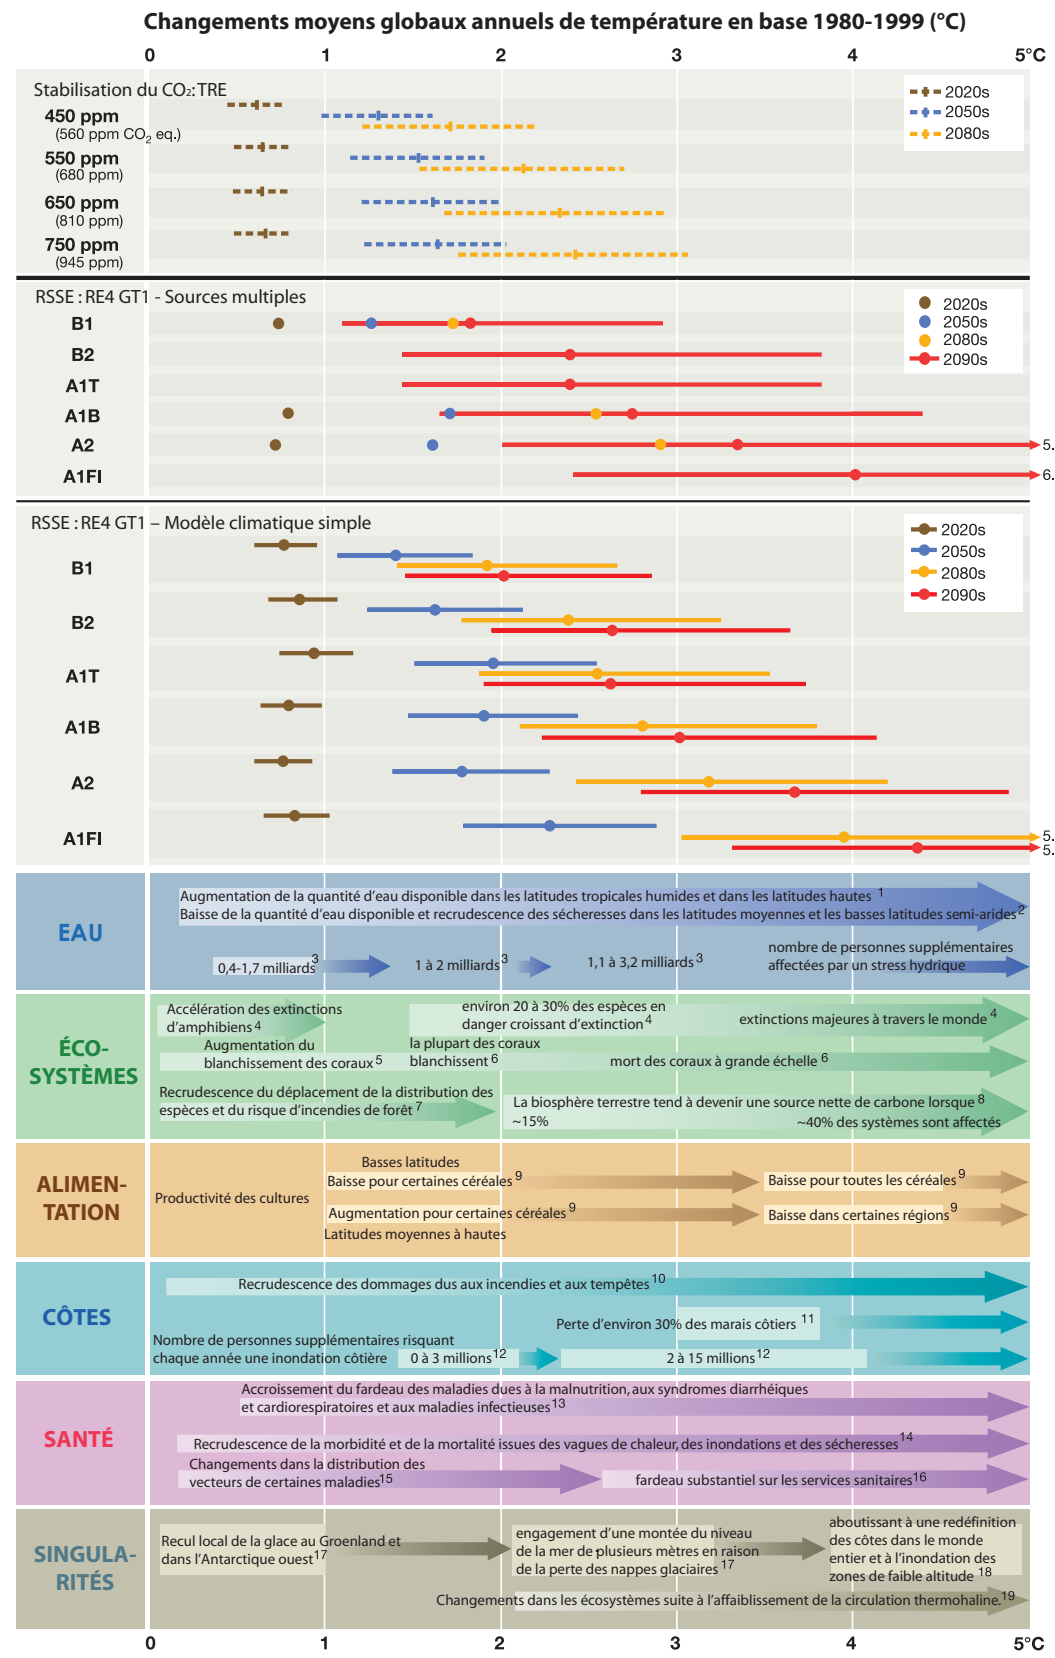 Changements moyens globaux annuels de température en base 1980-1999 (°C)
0 1 2 3 4 5°C
Stabilisation du CO₂: TRE
450 ppm
(560 ppm CO₂ eq.)
550 ppm
(680 ppm)
650 ppm
(810 ppm)
750 ppm
(945 ppm)
2020s
2050s
2080s
RSSE : RE4 GT1 - Sources multiples
B1
B2
A1T
A1B
A2
5.
A1FI
6.
2020s
2050s
2080s
2090s
RSSE : RE4 GT1 – Modèle climatique simple
B1
B2
A1T
A1B
A2
A1FI
5.
5.
2020s
2050s
2080s
2090s
EAU
Augmentation de la quantité d’eau disponible dans les latitudes tropicales humides et dans les latitudes hautes 1
Baisse de la quantité d’eau disponible et recrudescence des sécheresses dans les latitudes moyennes et les basses latitudes semi-arides 2
0,4-1,7 milliards 3
1 à 2 milliards 3
1,1 à 3,2 milliards 3
nombre de personnes supplémentaires
affectées par un stress hydrique
ÉCO-
SYSTÈMES
Accélération des extinctions
d’amphibiens 4
environ 20 à 30% des espèces en
danger croissant d’extinction 4
extinctions majeures à travers le monde 4
Augmentation du
blanchissement des coraux 5
la plupart des coraux
blanchissent 6
mort des coraux à grande échelle 6
Recrudescence du déplacement de la distribution des
espèces et du risque d’incendies de forêt 7
La biosphère terrestre tend à devenir une source nette de carbone lorsque 8
~15% ~40% des systèmes sont affectés
ALIMEN-
TATION
Productivité des cultures
Basses latitudes
Baisse pour certaines céréales 9
Baisse pour toutes les céréales 9
Augmentation pour certaines céréales 9
Baisse dans certaines régions 9
Latitudes moyennes à hautes
CÔTES
Recrudescence des dommages dus aux incendies et aux tempêtes 10
Perte d’environ 30% des marais côtiers 11
Nombre de personnes supplémentaires risquant
chaque année une inondation côtière
0 à 3 millions 12
2 à 15 millions 12
SANTÉ
Accroissement du fardeau des maladies dues à la malnutrition, aux syndromes diarrhéiques
et cardiorespiratoires et aux maladies infectieuses 13
Recrudescence de la morbidité et de la mortalité issues des vagues de chaleur, des inondations et des sécheresses 14
Changements dans la distribution des
vecteurs de certaines maladies 15
fardeau substantiel sur les services sanitaires 16
SINGULA-
RITÉS
Recul local de la glace au Groenland et
dans l’Antarctique ouest 17
engagement d’une montée du niveau
de la mer de plusieurs mètres en raison
de la perte des nappes glaciaires 17
aboutissant à une redéfinition
des côtes dans le monde
entier et à l’inondation des
zones de faible altitude 18
Changements dans les écosystèmes suite à l’affaiblissement de la circulation thermohaline. 19
0 1 2 3 4 5°C